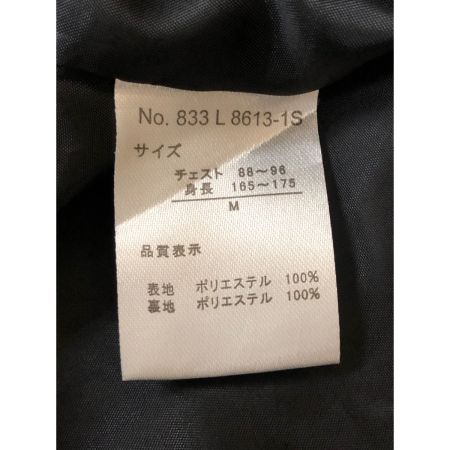 No. 833 L 8613-1S
サイズ
チェスト 88～96
身長 165～175
M
品質表示
表地 ポリエステル 100%
裏地 ポリエステル 100%